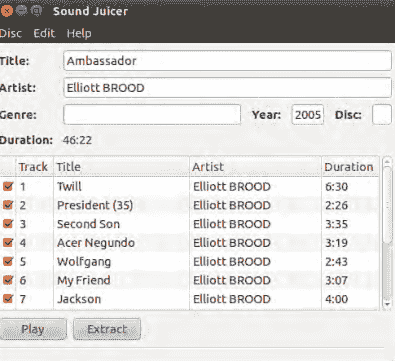 Sound Juicer
Disc Edit Help
Title: Ambassador
Artist: Elliott BROOD
Genre: Year: 2005 Disc:
Duration: 46:22
Track Title Artist Duration
1 Twill Elliott BROOD 6:30
2 President (35) Elliott BROOD 2:26
3 Second Son Elliott BROOD 3:35
4 Acer Negundo Elliott BROOD 3:19
5 Wolfgang Elliott BROOD 2:43
6 My Friend Elliott BROOD 3:07
7 Jackson Elliott BROOD 4:00
Play Extract